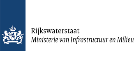 Rijkswaterstaat
Ministerie van Infrastructuur en Milieu